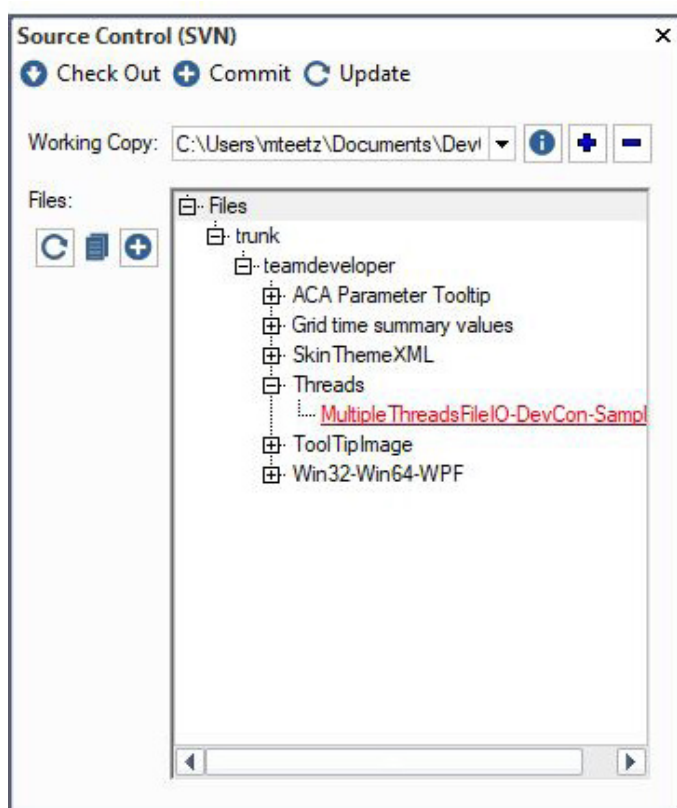 Source Control (SVN)
Check Out Commit Update
Working Copy: C:\Users\mteetz\Documents\Dev
Files:
Files
trunk
teamdeveloper
ACA Parameter Tooltip
Grid time summary values
SkinThemeXML
Threads
MultipleThreadsFileIO-DevCon-Sampl
ToolTipImage
Win32-Win64-WPF